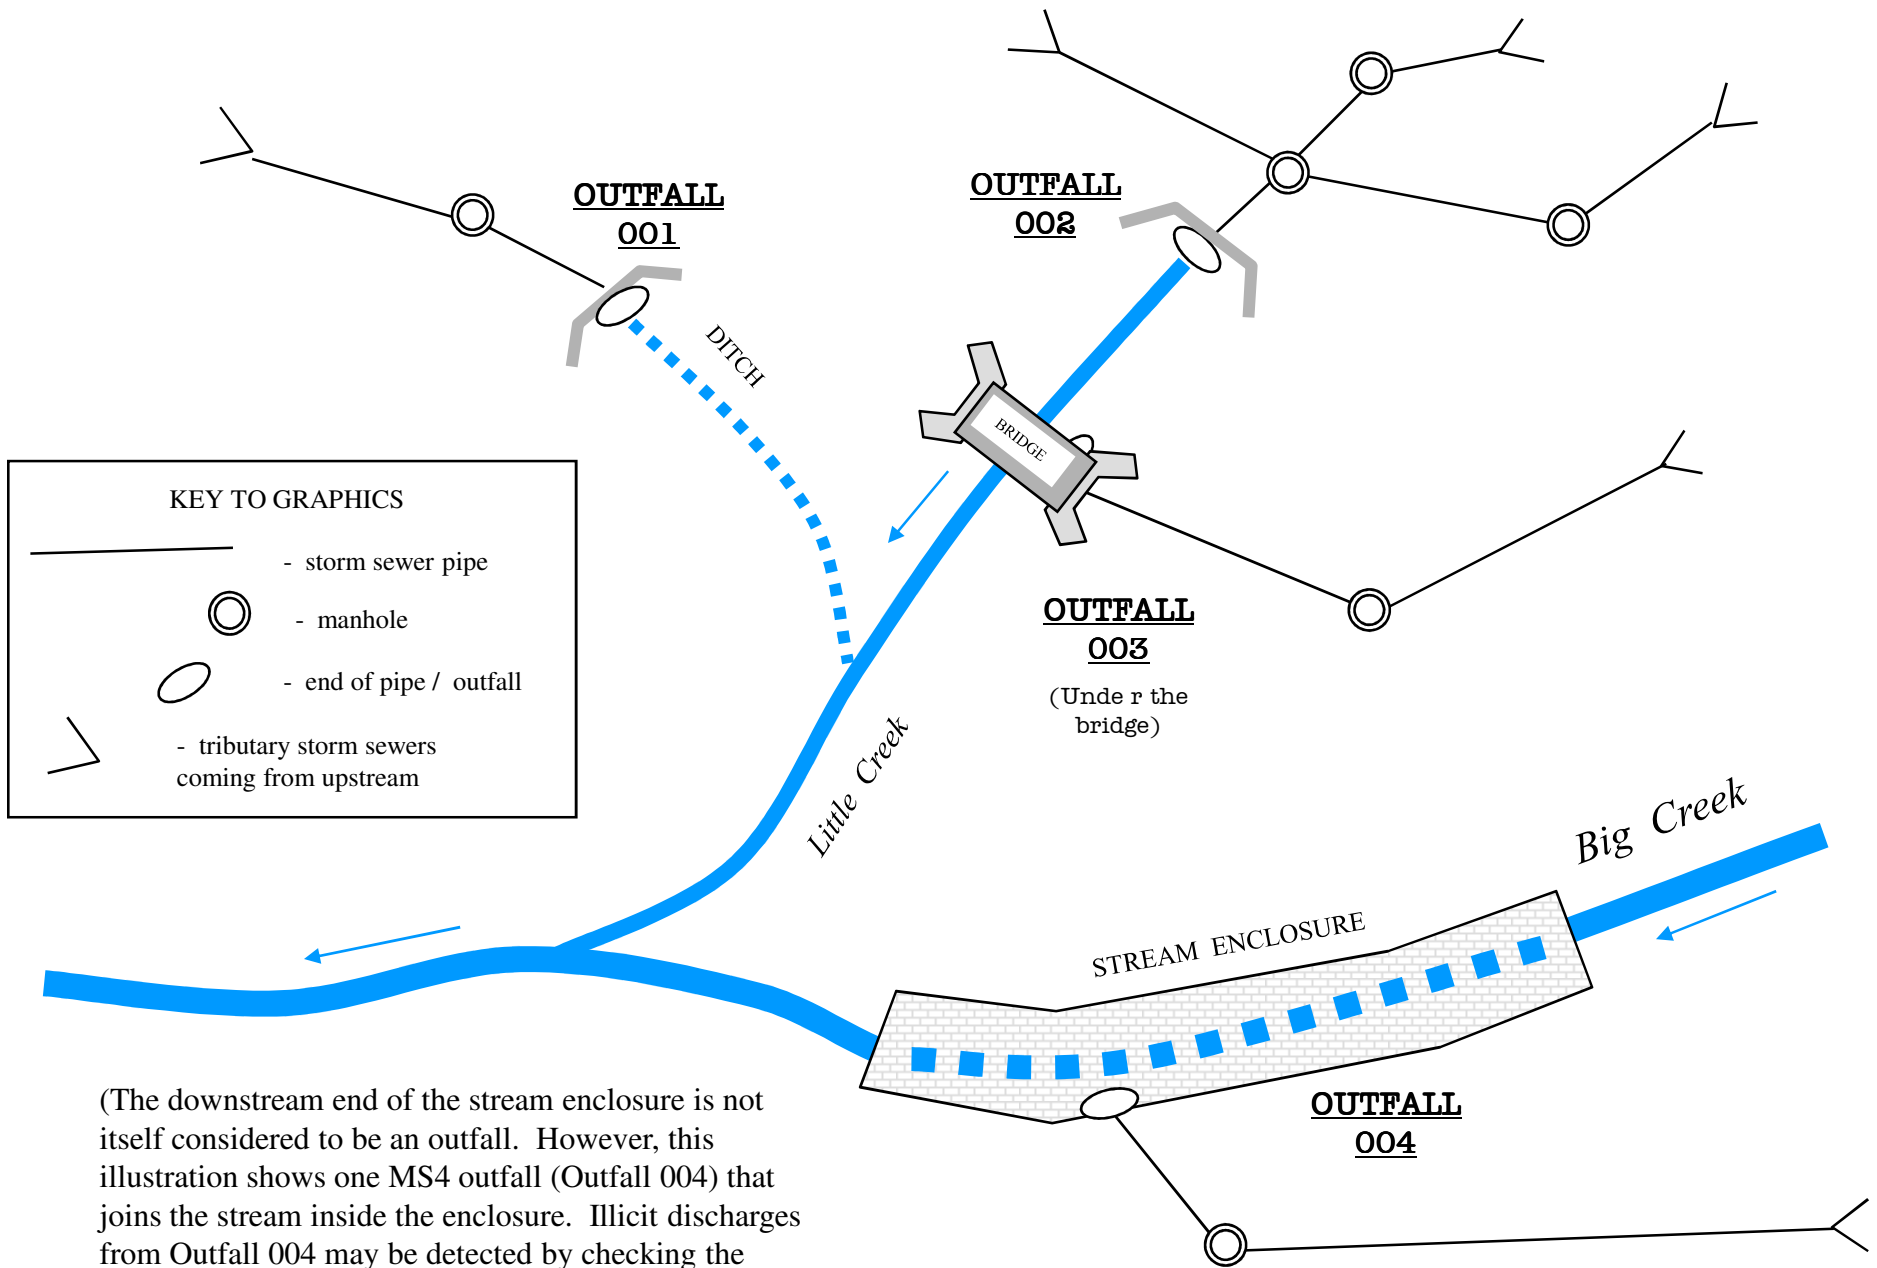 OUTFALL
001
OUTFALL
002
DITCH
BRIDGE
KEY TO GRAPHICS
- storm sewer pipe
- manhole
- end of pipe / outfall
- tributary storm sewers
coming from upstream
OUTFALL
003
(Unde r the
bridge)
Little Creek
Big Creek
STREAM ENCLOSURE
OUTFALL
004
(The downstream end of the stream enclosure is not
itself considered to be an outfall. However, this
illustration shows one MS4 outfall (Outfall 004) that
joins the stream inside the enclosure. Illicit discharges
from Outfall 004 may be detected by checking the